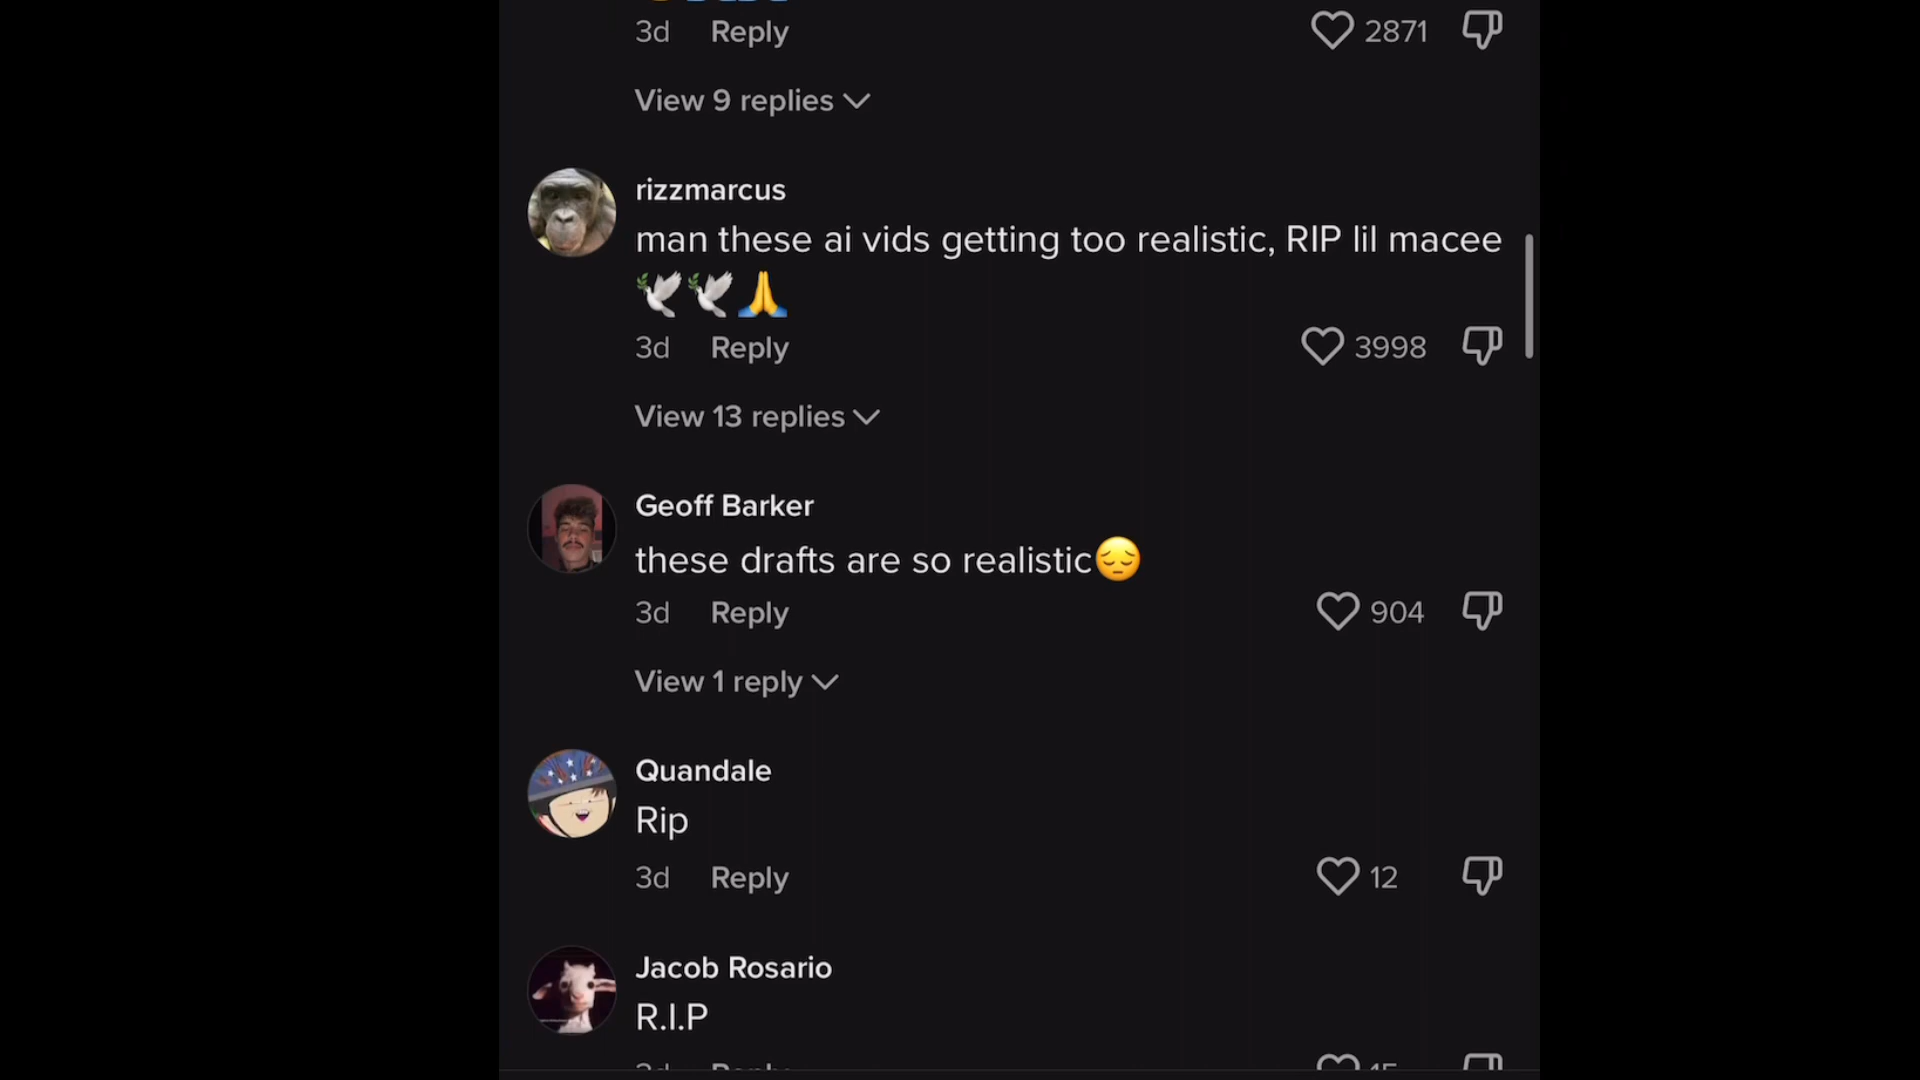 3d Reply 2871
View 9 replies
rizzmarcus
man these ai vids getting too realistic, RIP lil macee
🕊️🕊️🙏
3d Reply 3998
View 13 replies
Geoff Barker
these drafts are so realistic😔
3d Reply 904
View 1 reply
Quandale
Rip
3d Reply 12
Jacob Rosario
R.I.P